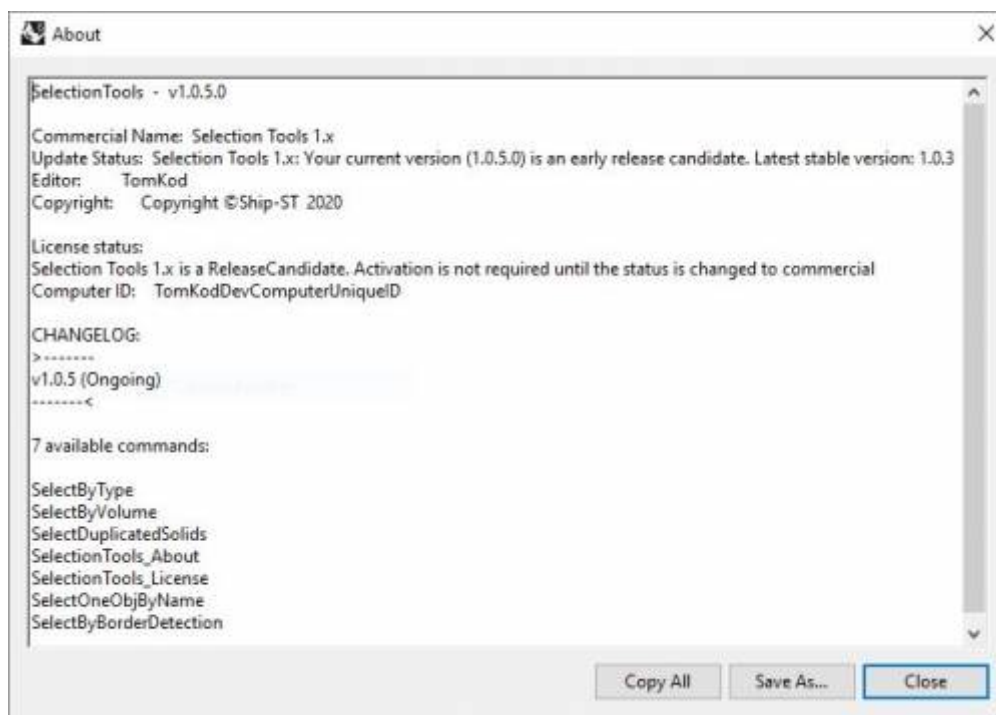 About
SelectionTools - v1.0.5.0
Commercial Name: Selection Tools 1.x
Update Status: Selection Tools 1.x: Your current version (1.0.5.0) is an early release candidate. Latest stable version: 1.0.3
Editor: TomKod
Copyright: Copyright ©Ship-ST 2020
License status:
Selection Tools 1.x is a ReleaseCandidate. Activation is not required until the status is changed to commercial
Computer ID: TomKodDevComputerUniqueID
CHANGELOG:
>-------
v1.0.5 (Ongoing)
-------<
7 available commands:
SelectByType
SelectByVolume
SelectDuplicatedSolids
SelectionTools_About
SelectionTools_License
SelectOneObjByName
SelectByBorderDetection
Copy All Save As... Close